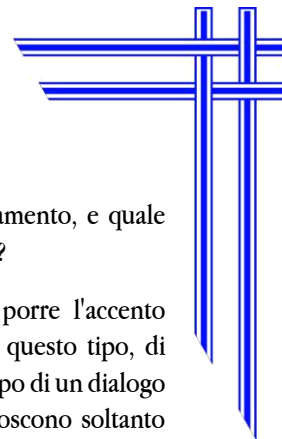 amento, e quale
?
porre l'accento
questo tipo, di
po di un dialogo
oscono soltanto